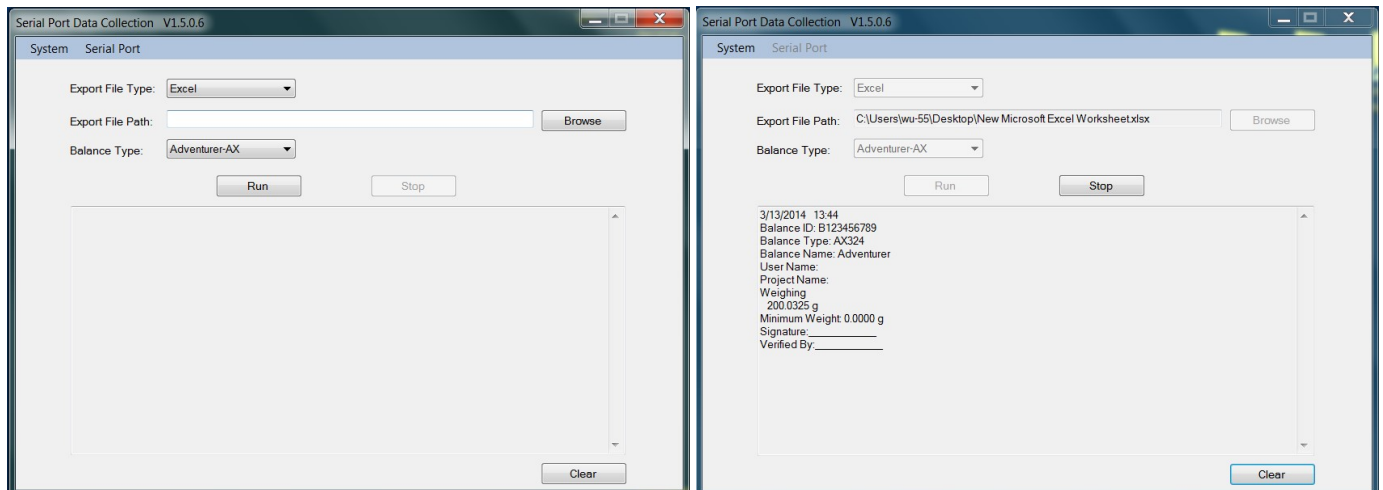 Serial Port Data Collection V1.5.0.6
System Serial Port
Export File Type: Excel
Export File Path: Browse
Balance Type: Adventurer-AX
Run Stop
Clear
Serial Port Data Collection V1.5.0.6
System Serial Port
Export File Type: Excel
Export File Path: C:\Users\wu-55\Desktop\New Microsoft Excel Worksheet.xlsx Browse
Balance Type: Adventurer-AX
Run Stop
3/13/2014 13:44
Balance ID: B123456789
Balance Type: AX324
Balance Name: Adventurer
User Name:
Project Name:
Weighing
200.0325 g
Minimum Weight: 0.0000 g
Signature:____________
Verified By:____________
Clear